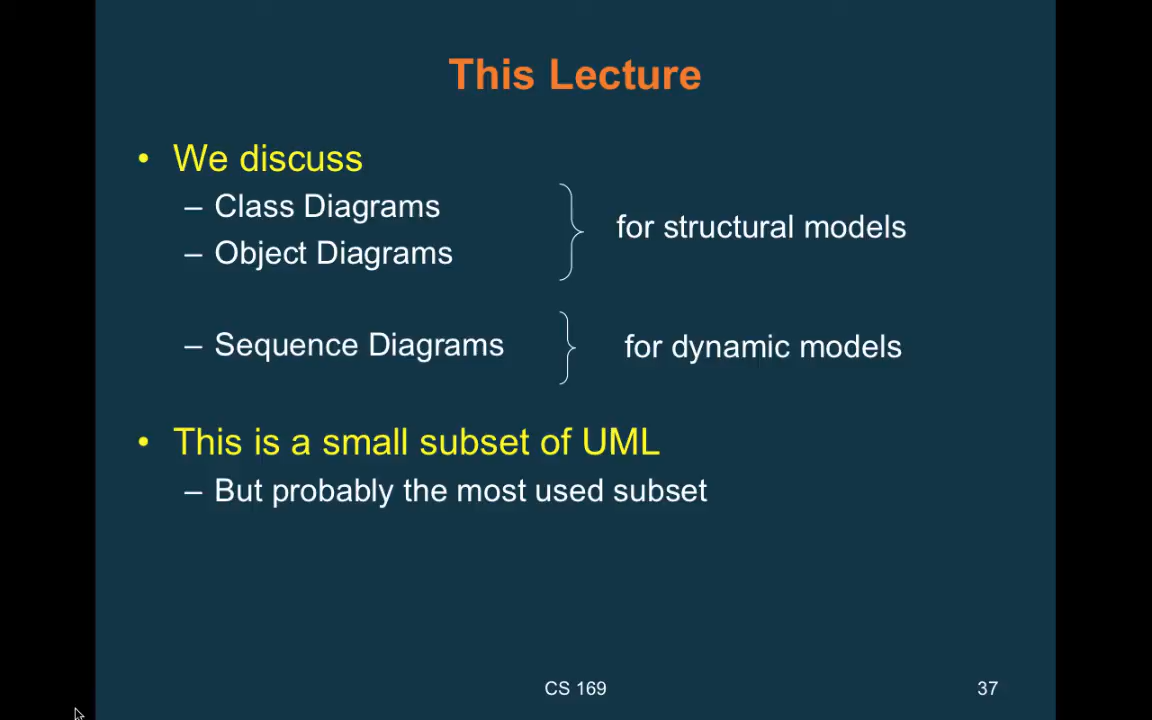 This Lecture
• We discuss
– Class Diagrams
– Object Diagrams
for structural models
– Sequence Diagrams
for dynamic models
• This is a small subset of UML
– But probably the most used subset
CS 169
37